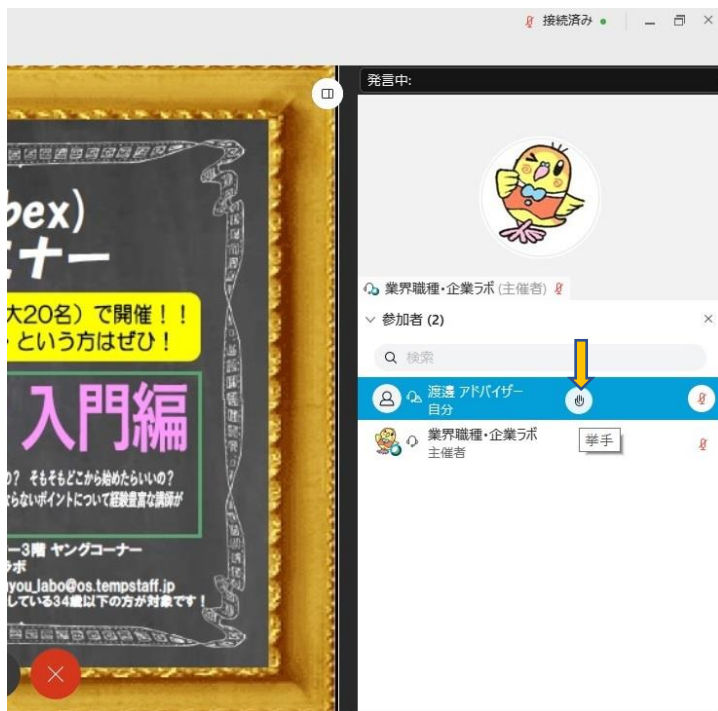 接続済み
発言中:
bex)
ミナー
大20名）で開催！！
という方はぜひ！
入門編
の？ そもそもどこから始めたらいいの？
ならないポイントについて経験豊富な講師が
ー3階 ヤングコーナー
ラボ
you_labo@os.tempstaff.jp
している34歳以下の方が対象です！
業界職種・企業ラボ (主催者)
参加者 (2)
検索
渡邉 アドバイザー
自分
業界職種・企業ラボ
主催者
挙手